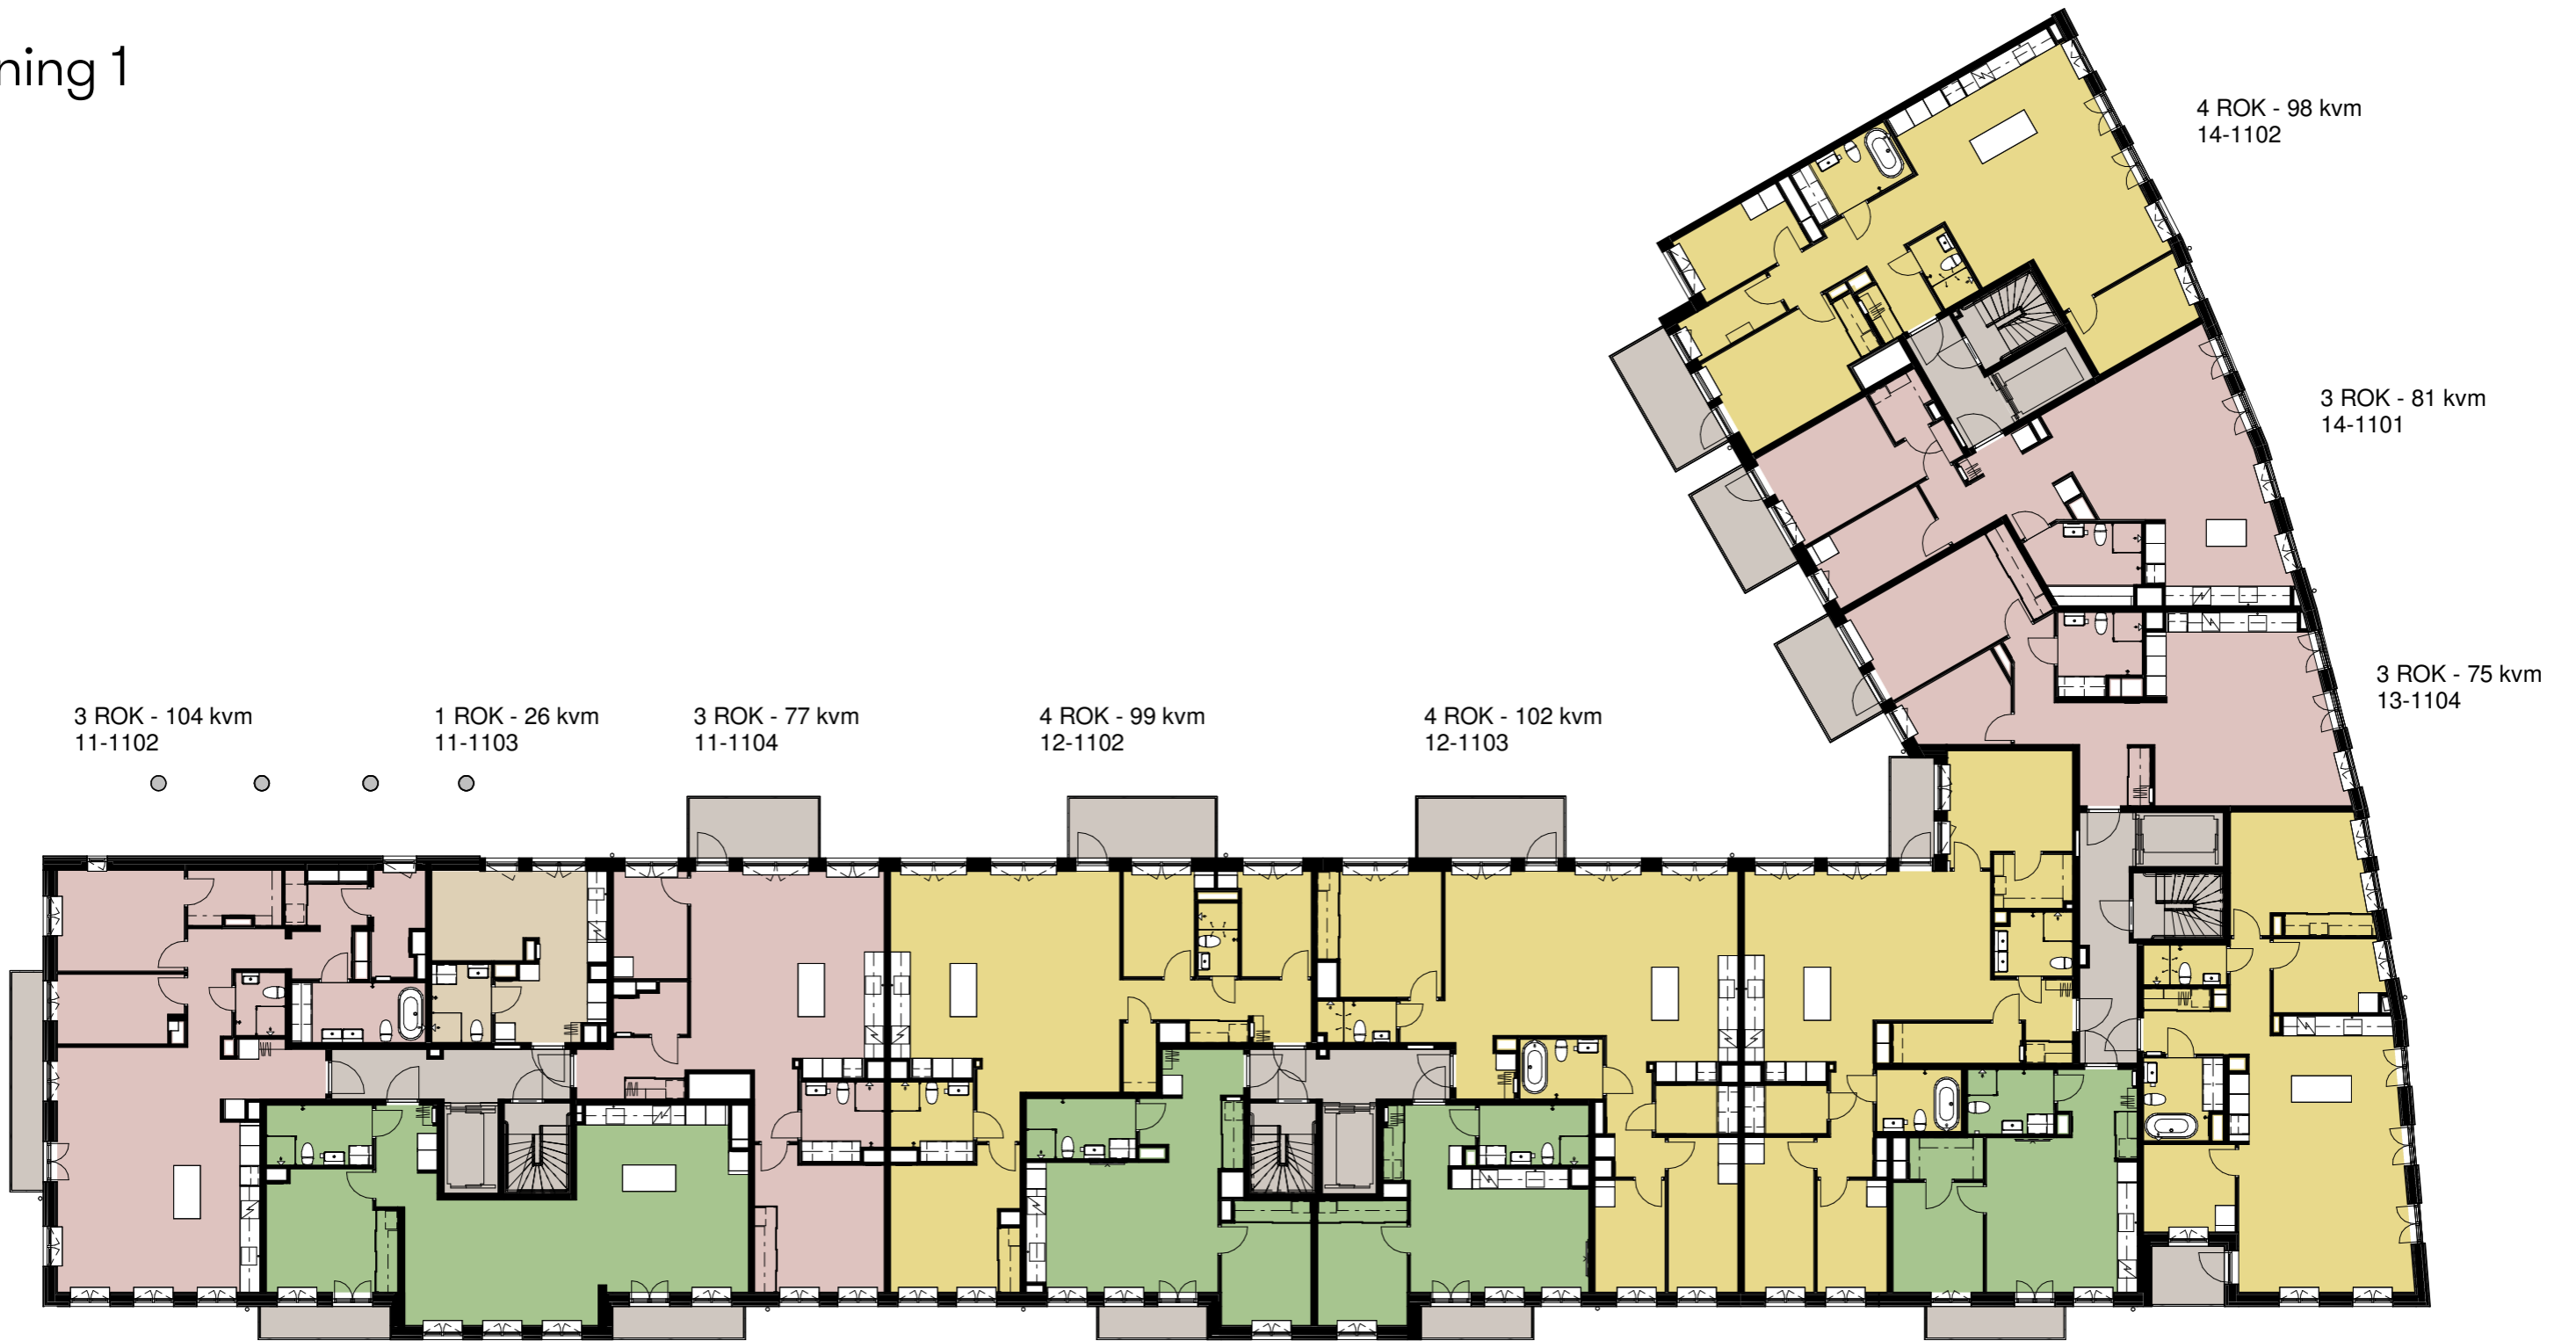 ning 1
4 ROK - 98 kvm
14-1102
3 ROK - 81 kvm
14-1101
3 ROK - 75 kvm
13-1104
3 ROK - 104 kvm
11-1102
1 ROK - 26 kvm
11-1103
3 ROK - 77 kvm
11-1104
4 ROK - 99 kvm
12-1102
4 ROK - 102 kvm
12-1103